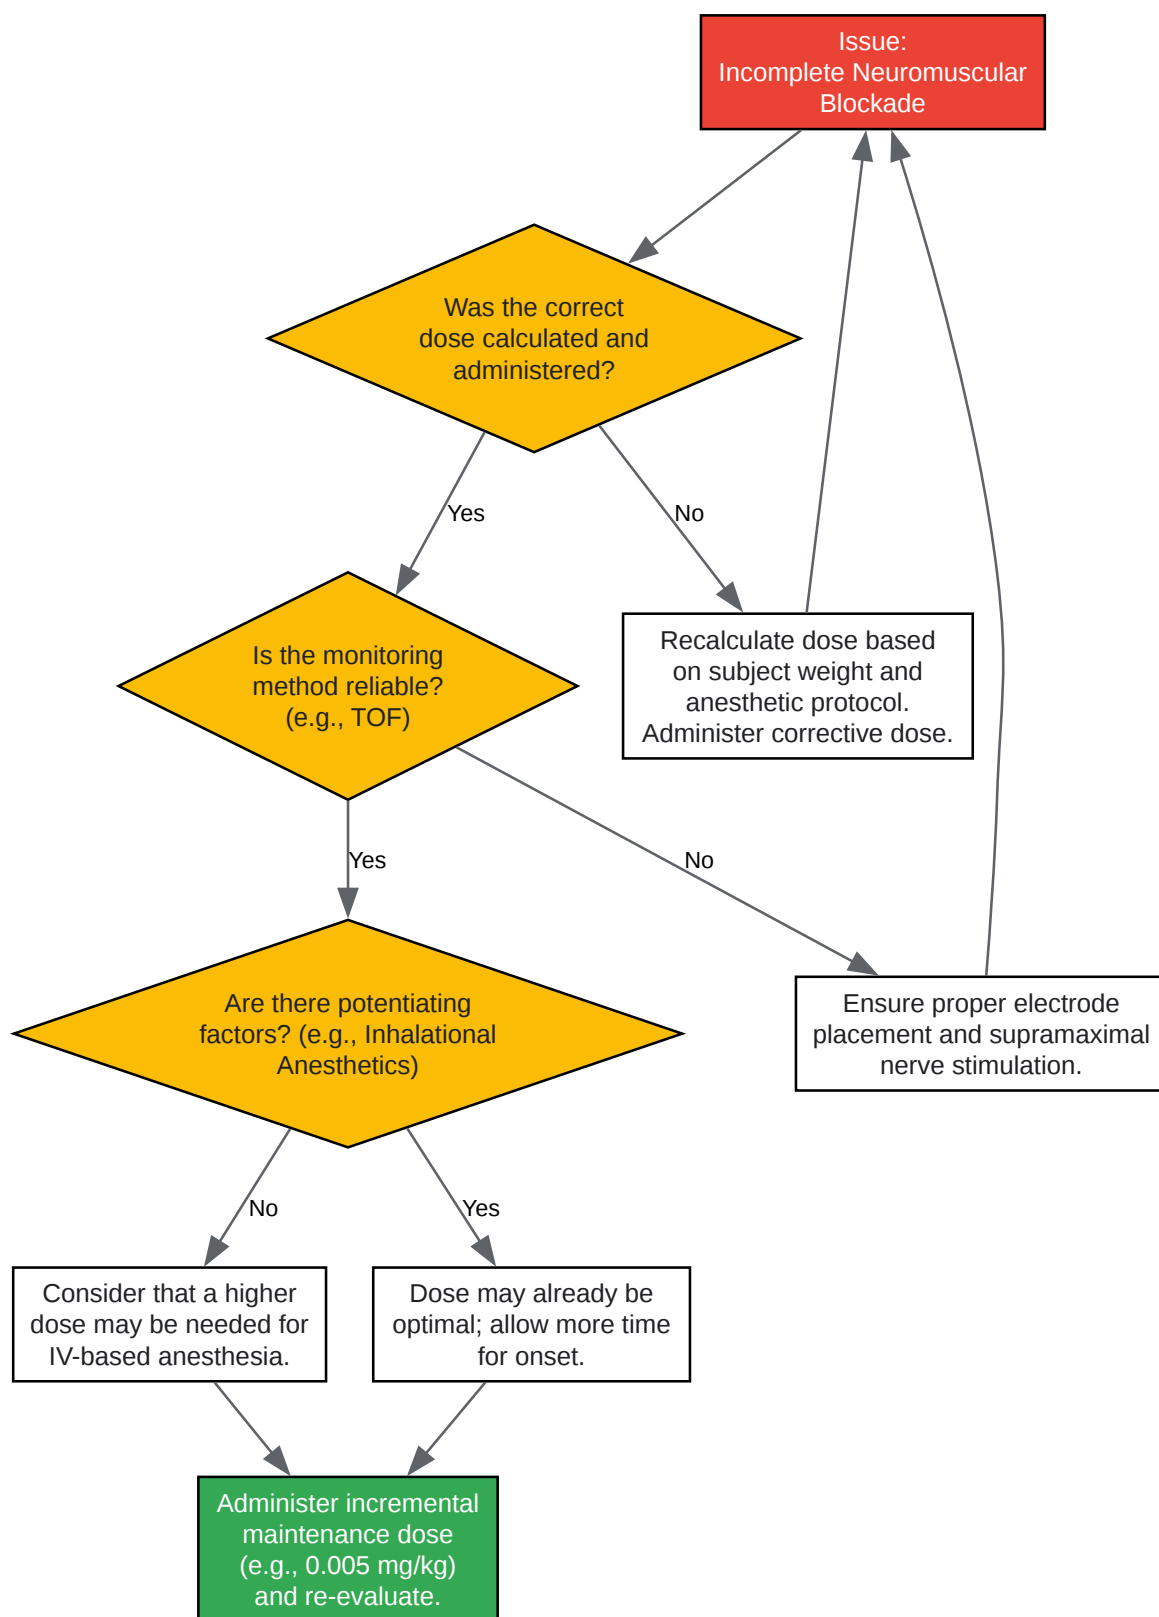 Issue:
Incomplete Neuromuscular
Blockade
Was the correct
dose calculated and
administered?
Yes
No
Is the monitoring
method reliable?
(e.g., TOF)
Recalculate dose based
on subject weight and
anesthetic protocol.
Administer corrective dose.
Yes
No
Are there potentiating
factors? (e.g., Inhalational
Anesthetics)
Ensure proper electrode
placement and supramaximal
nerve stimulation.
No
Yes
Consider that a higher
dose may be needed for
IV-based anesthesia.
Dose may already be
optimal; allow more time
for onset.
Administer incremental
maintenance dose
(e.g., 0.005 mg/kg)
and re-evaluate.